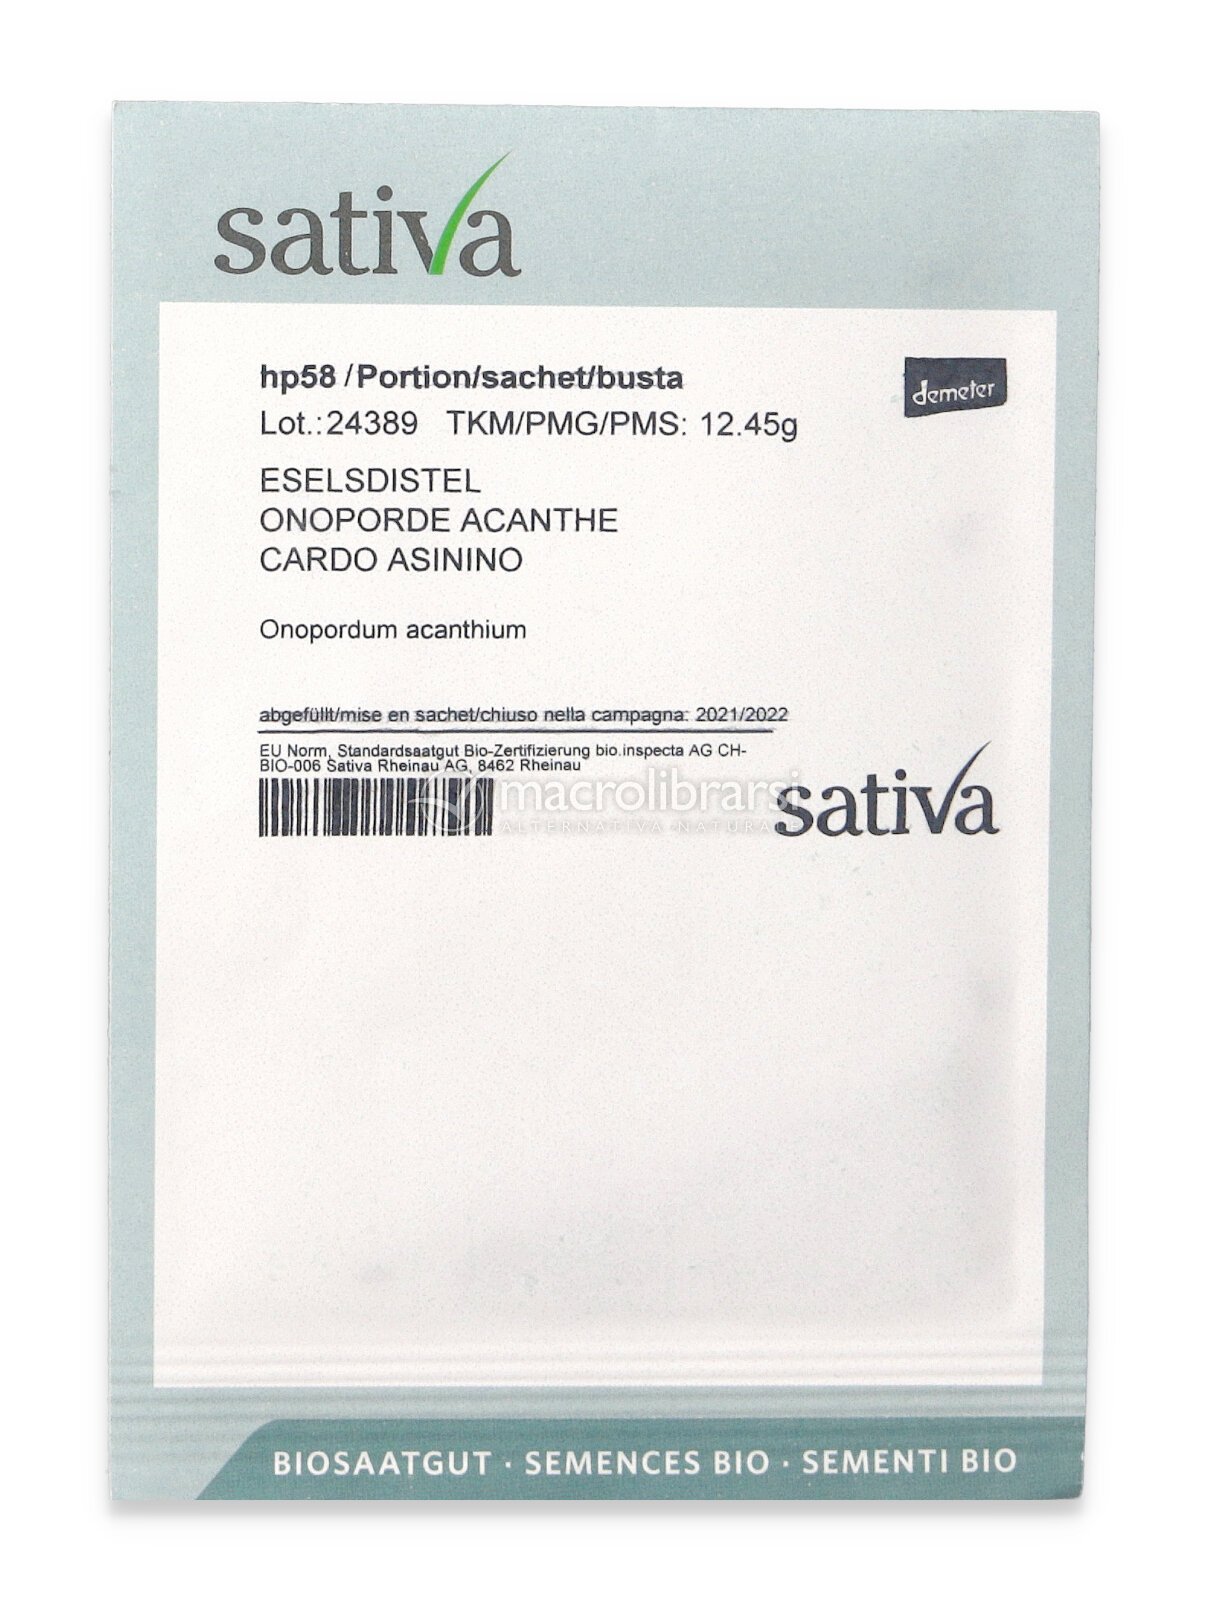 sativa
hp58 / Portion/sachet/busta
demeter
Lot.: 24389 TKM/PMG/PMS: 12.45g
ESELSDISTEL
ONOPORDE ACANTHE
CARDO ASININO
Onopordum acanthium
abgefüllt/mise en sachet/chiuso nella campagna: 2021/2022
EU Norm, Standardsaatgut Bio-Zertifizierung bio.inspecta AG CH-
BIO-006 Sativa Rheinau AG, 8462 Rheinau
macrolibrarsi
ALTERNATIVA NATURALE
sativa
BIOSAATGUT · SEMENCES BIO · SEMENTI BIO